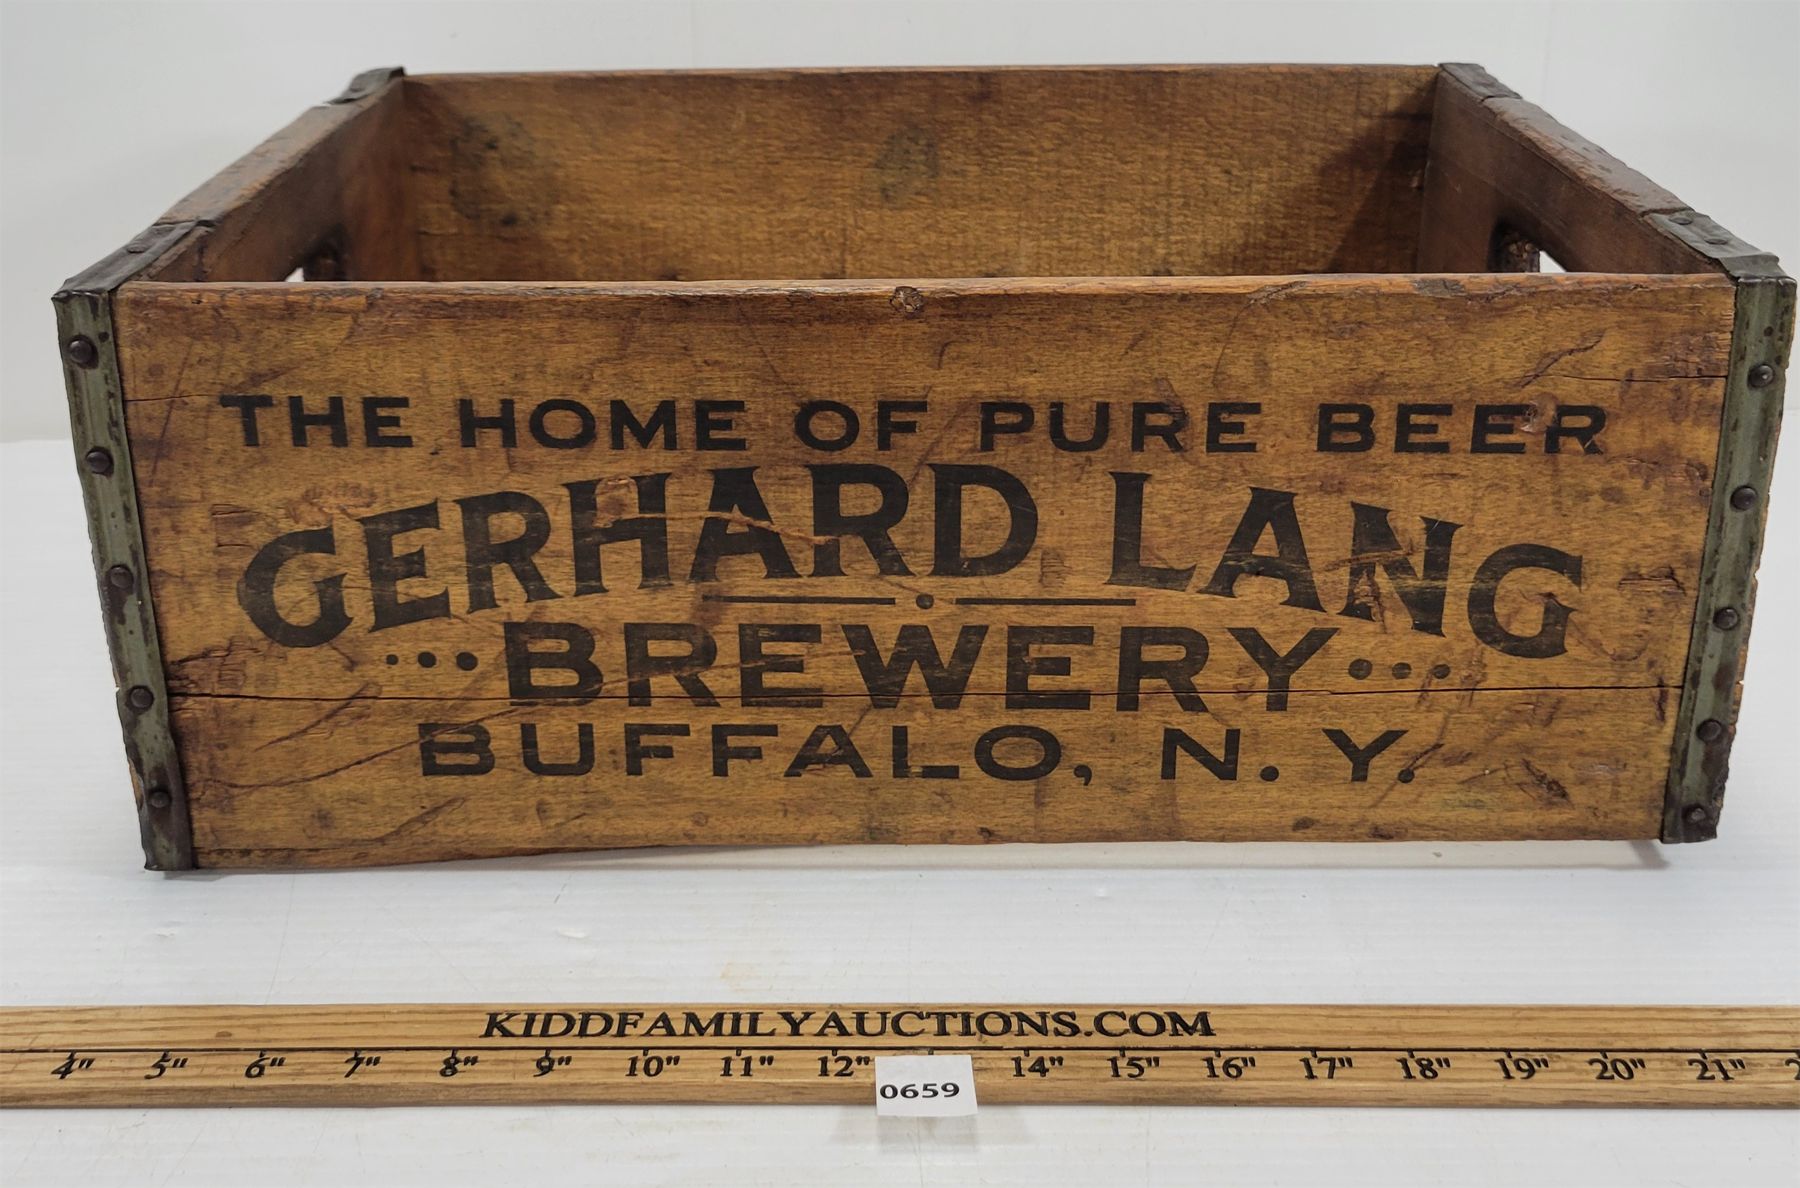 THE HOME OF PURE BEER
GERHARD LANG
BREWERY
BUFFALO, N. Y.
KIDDFAMILYAUCTIONS.COM
4" 5" 6" 7" 8" 9" 10" 11" 12" 14" 15" 16" 17" 18" 19" 20" 21"
0659